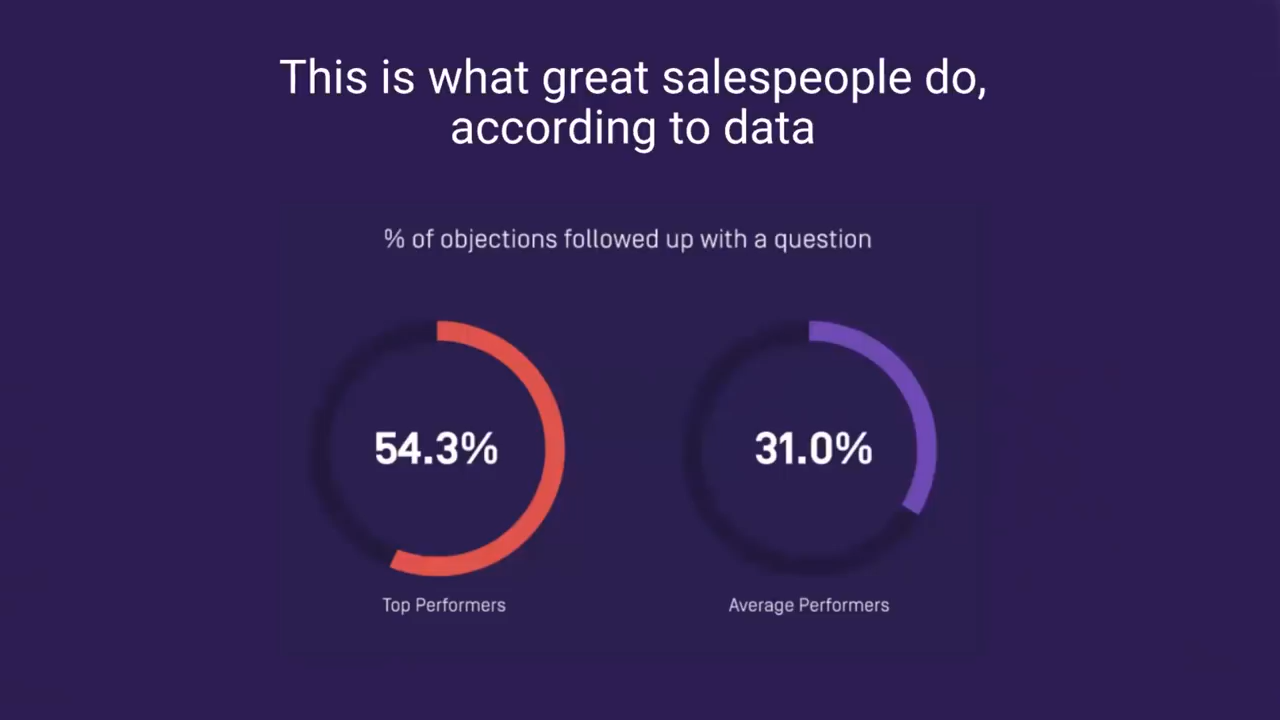 This is what great salespeople do,
according to data
% of objections followed up with a question
54.3%
31.0%
Top Performers
Average Performers